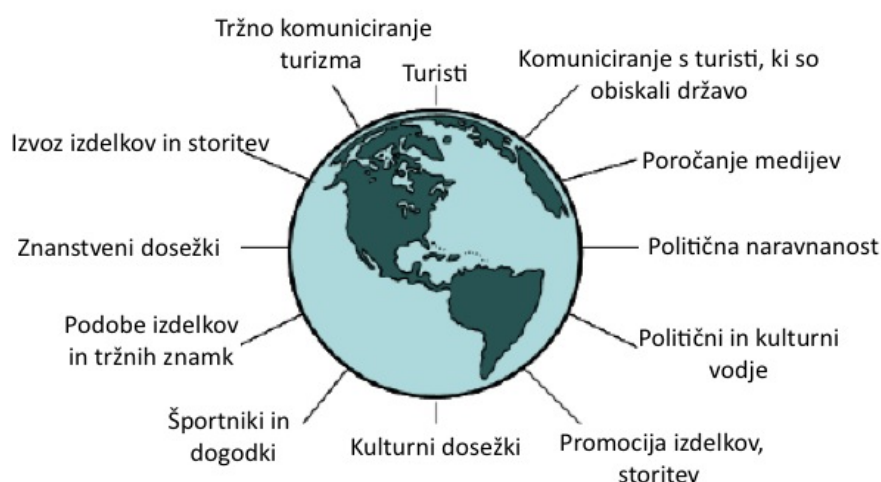 Tržno komuniciranje
turizma
Turisti
Komuniciranje s turisti, ki so
obiskali državo
Izvoz izdelkov in storitev
Poročanje medijev
Znanstveni dosežki
Politična naravnanost
Podobe izdelkov
in tržnih znamk
Politični in kulturni
vodje
Športniki in
dogodki
Kulturni dosežki
Promocija izdelkov,
storitev